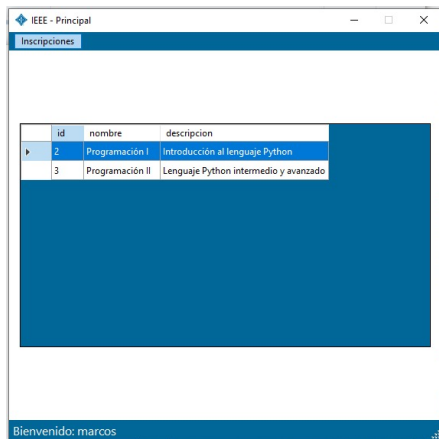 IEEE - Principal
Inscripciones
id nombre descripcion
2 Programación I Introducción al lenguaje Python
3 Programación II Lenguaje Python intermedio y avanzado
Bienvenido: marcos